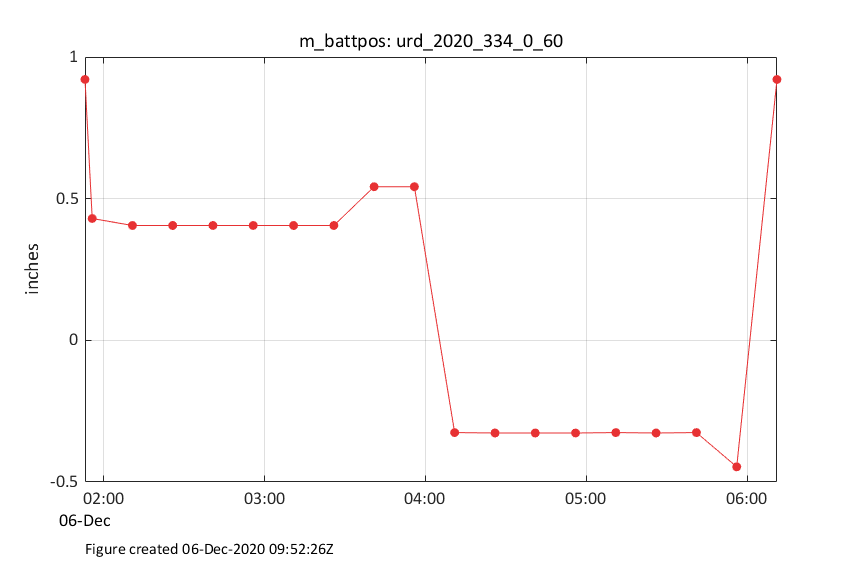 m_battpos: urd_2020_334_0_60
1
0.5
0
-0.5
inches
02:00 03:00 04:00 05:00 06:00
06-Dec
Figure created 06-Dec-2020 09:52:26Z